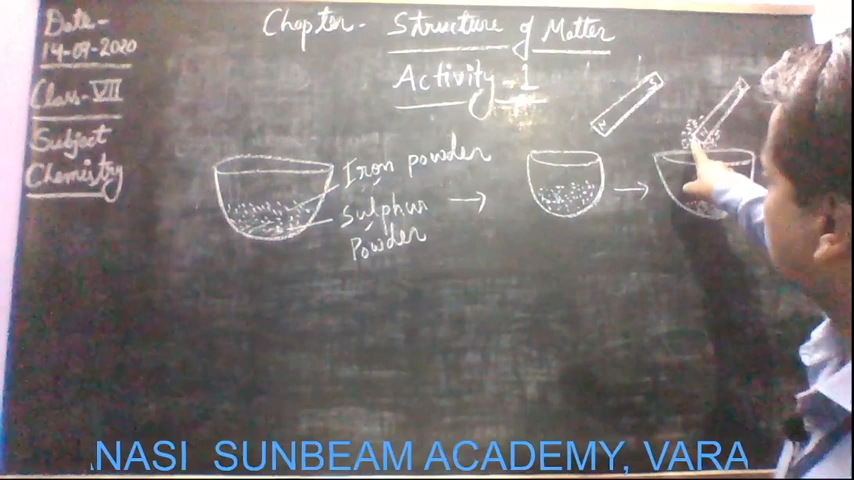 Date-
14-09-2020
Class-VII
Subject
Chemistry
Chapter- Structure of Matter
Activity-1
Iron powder
Sulphur
Powder
N S
N
NASI SUNBEAM ACADEMY, VARA